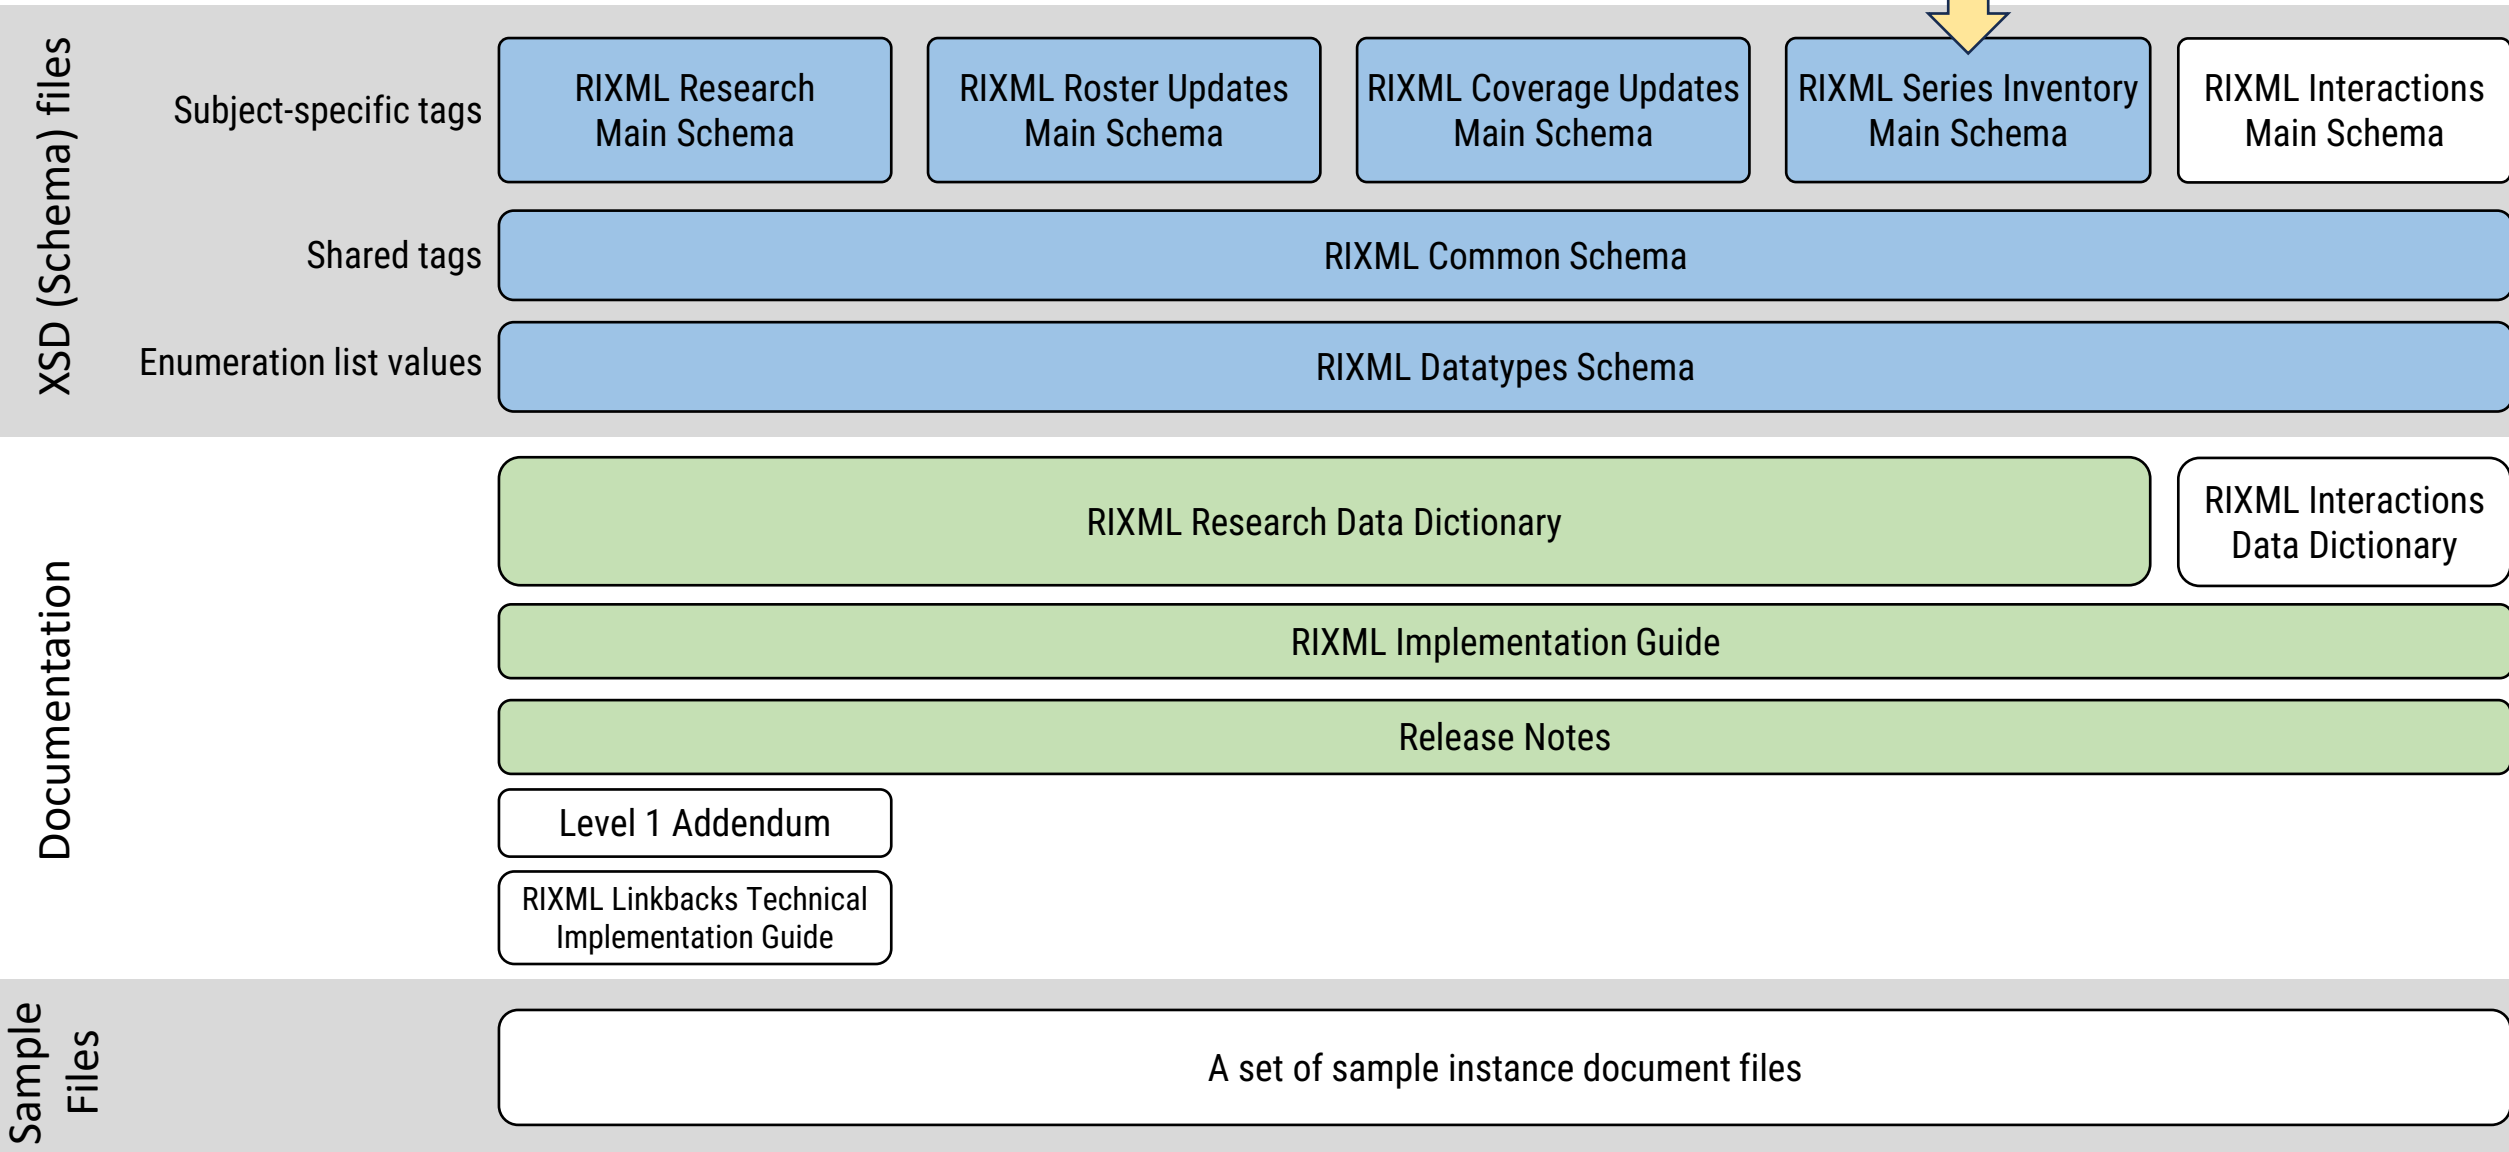 XSD (Schema) files
Subject-specific tags
RIXML Research
Main Schema
RIXML Roster Updates
Main Schema
RIXML Coverage Updates
Main Schema
RIXML Series Inventory
Main Schema
RIXML Interactions
Main Schema
Shared tags
RIXML Common Schema
Enumeration list values
RIXML Datatypes Schema
Documentation
RIXML Research Data Dictionary
RIXML Interactions
Data Dictionary
RIXML Implementation Guide
Release Notes
Level 1 Addendum
RIXML Linkbacks Technical
Implementation Guide
Sample
Files
A set of sample instance document files